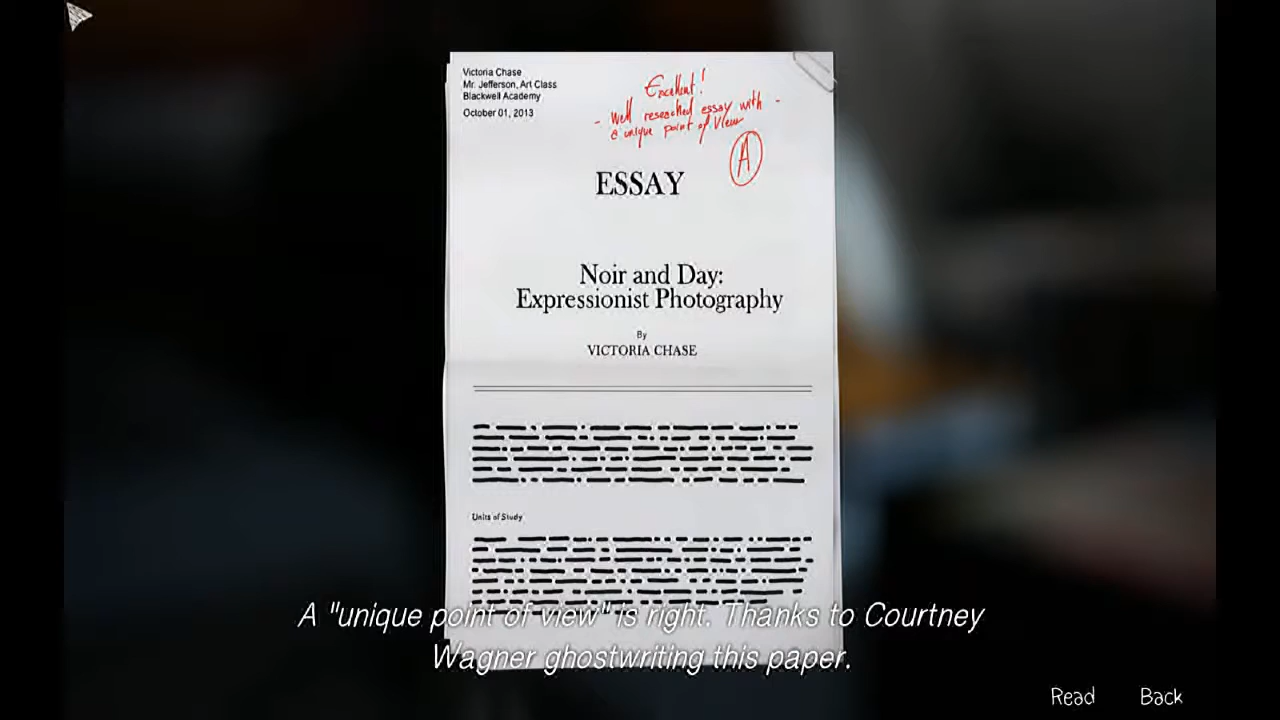 Victoria Chase
Mr. Jefferson, Art Class
Blackwell Academy
October 01, 2013
Excellent!
- Well reseached essay with -
a unique point of View
A
ESSAY
Noir and Day:
Expressionist Photography
By
VICTORIA CHASE
Units of Study
A "unique point of view" is right. Thanks to Courtney
Wagner ghostwriting this paper.
Read
Back